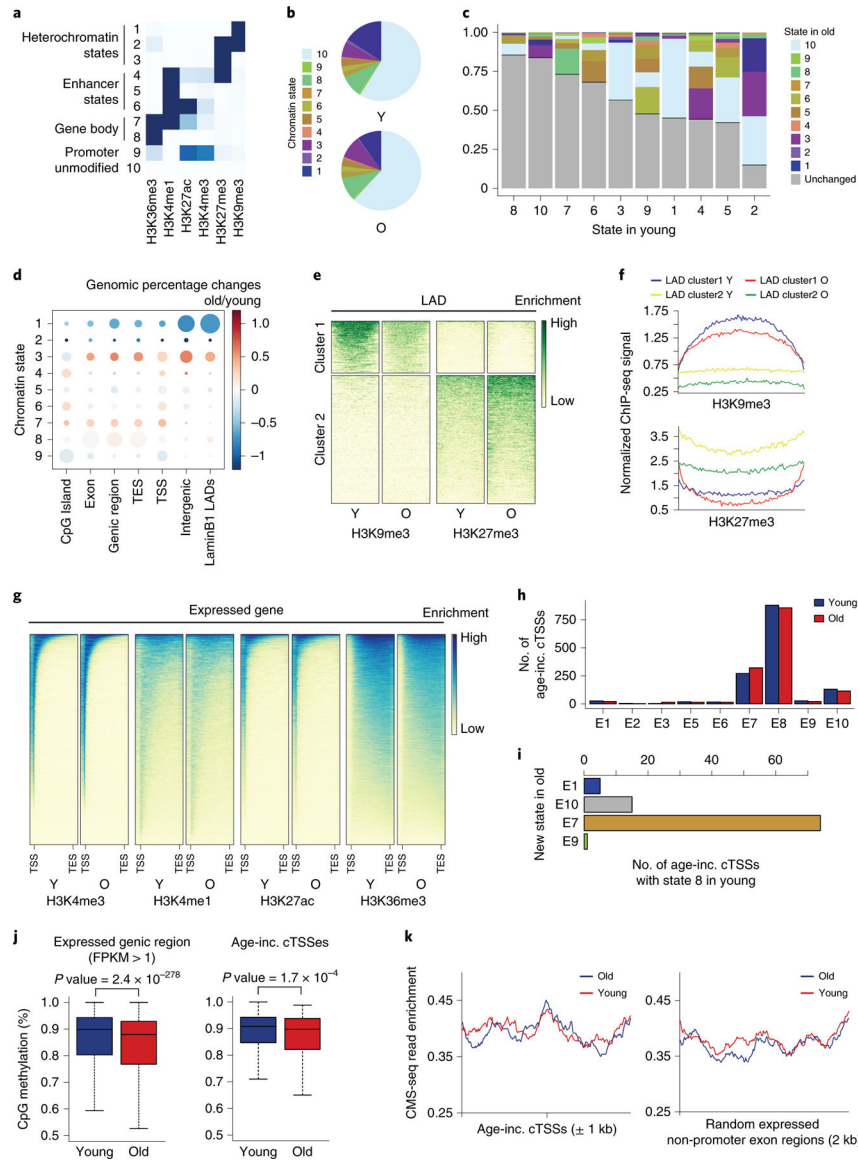 a
Heterochromatin
states
Enhancer
states
Gene body
Promoter
unmodified
1
2
3
4
5
6
7
8
9
10
H3K36me3
H3K4me1
H3K27ac
H3K4me3
H3K27me3
H3K9me3
b
Chromatin state
10
9
8
7
6
5
4
3
2
1
Y
O
c
1.00
0.75
0.50
0.25
0
8 10 7 6 3 9 1 4 5 2
State in young
State in old
10
9
8
7
6
5
4
3
2
1
Unchanged
d
Genomic percentage changes
old/young
Chromatin state
1
2
3
4
5
6
7
8
9
CpG Island
Exon
Genic region
TES
TSS
Intergenic
LaminB1 LADs
1.0
0.5
0
−0.5
−1
e
LAD
Enrichment
High
Low
Cluster 1
Cluster 2
Y O Y O
H3K9me3 H3K27me3
f
LAD cluster1 Y LAD cluster1 O
LAD cluster2 Y LAD cluster2 O
Normalized ChIP-seq signal
1.75
1.25
0.75
0.25
H3K9me3
3.5
2.5
1.5
0.5
H3K27me3
g
Expressed gene
Enrichment
High
Low
TSS TES TSS TES TSS TES TSS TES
Y O Y O Y O Y O
H3K4me3 H3K4me1 H3K27ac H3K36me3
h
No. of
age-inc. cTSSs
750
250
0
E1 E2 E3 E5 E6 E7 E8 E9 E10
Young
Old
i
0 20 40 60
New state in old
E1
E10
E7
E9
No. of age-inc. cTSSs
with state 8 in young
j
Expressed genic region
(FPKM > 1)
P value = 2.4 × 10−278
CpG methylation (%)
1.0
0.9
0.8
0.7
0.6
0.5
Young Old
Age-inc. cTSSes
P value = 1.7 × 10−4
1.0
0.9
0.8
0.7
0.6
0.5
Young Old
k
CMS-seq read enrichment
0.45
0.35
0.25
Old
Young
Age-inc. cTSSs (± 1 kb)
0.45
0.35
0.25
Old
Young
Random expressed
non-promoter exon regions (2 kb)